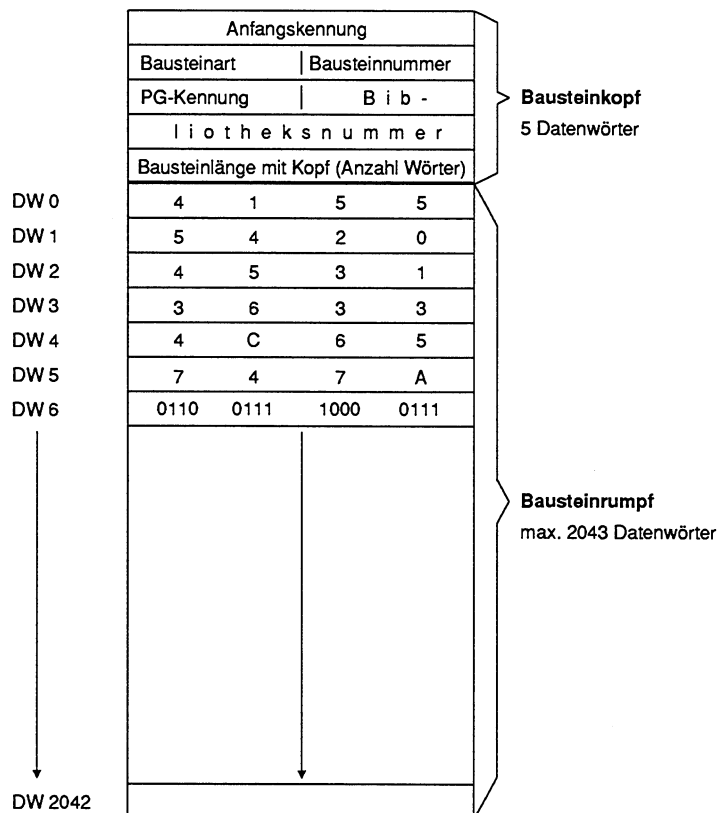 Anfangskennung
Bausteinart Bausteinnummer
PG-Kennung B i b -
l i o t h e k s n u m m e r
Bausteinlänge mit Kopf (Anzahl Wörter)
Bausteinkopf
5 Datenwörter
DW 0 4 1 5 5
DW 1 5 4 2 0
DW 2 4 5 3 1
DW 3 3 6 3 3
DW 4 4 C 6 5
DW 5 7 4 7 A
DW 6 0110 0111 1000 0111
Bausteinrumpf
max. 2043 Datenwörter
DW 2042